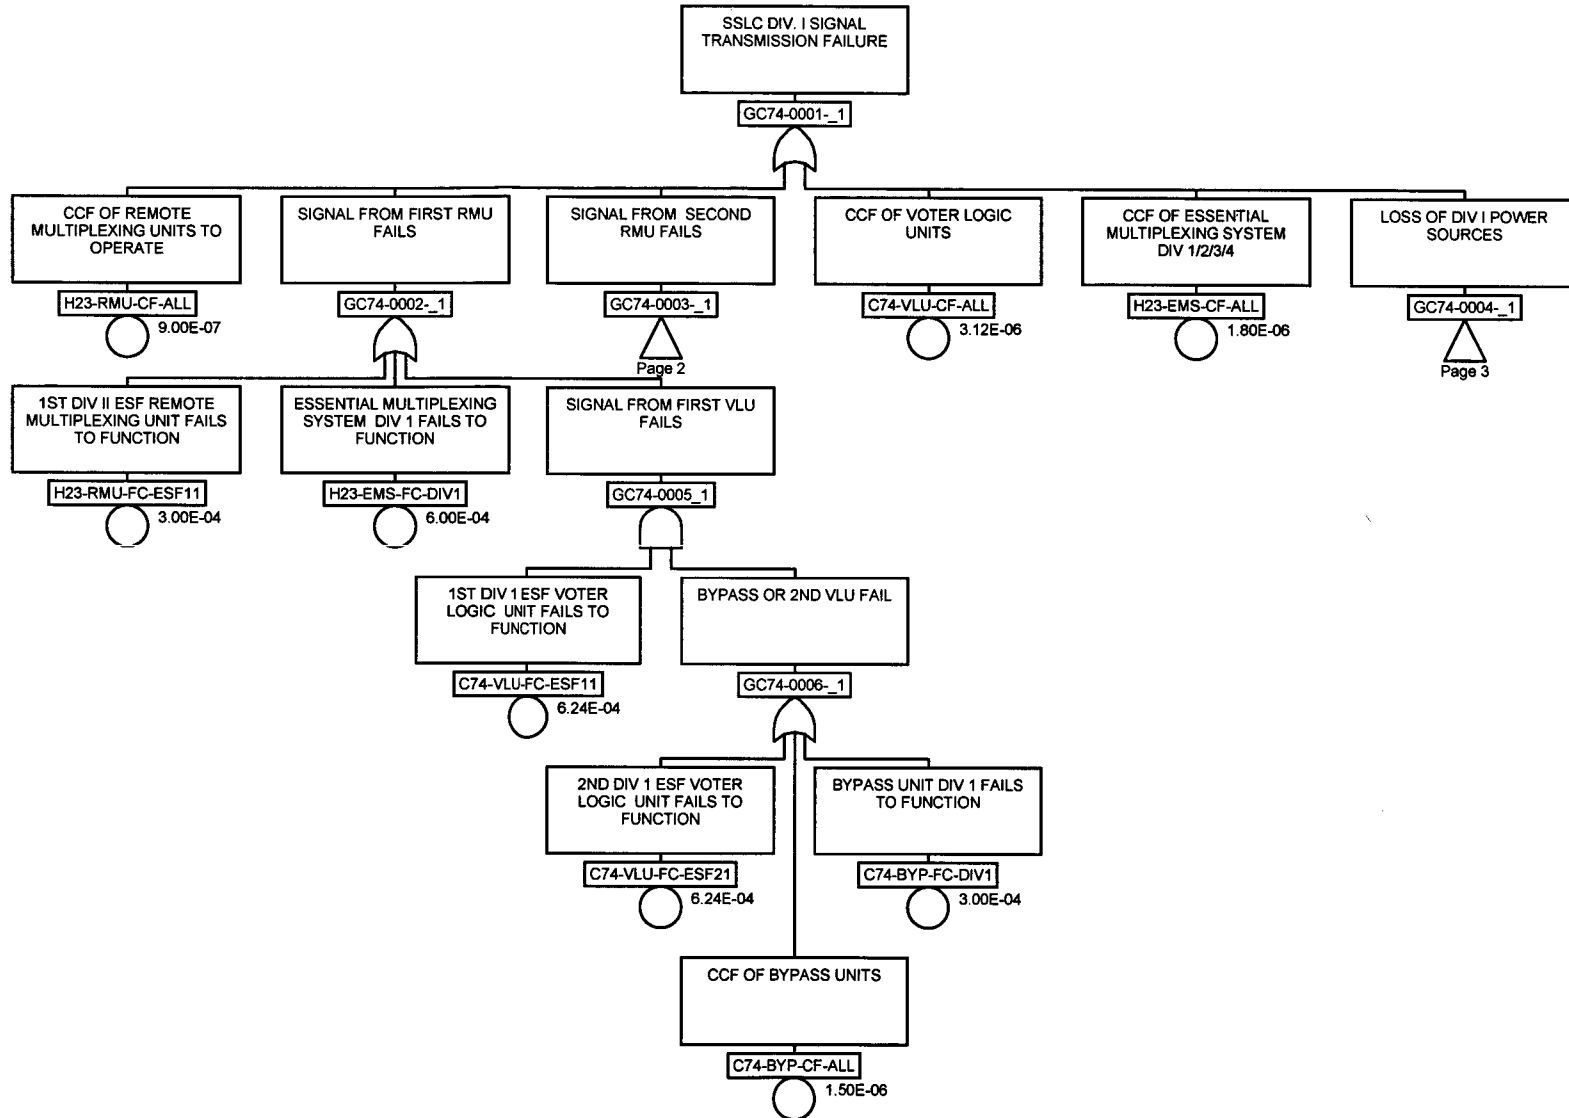 SSLC DIV. I SIGNAL
TRANSMISSION FAILURE
GC74-0001-_1
CCF OF REMOTE
MULTIPLEXING UNITS TO
OPERATE
H23-RMU-CF-ALL
9.00E-07
SIGNAL FROM FIRST RMU
FAILS
GC74-0002-_1
SIGNAL FROM SECOND
RMU FAILS
GC74-0003-_1
Page 2
CCF OF VOTER LOGIC
UNITS
C74-VLU-CF-ALL
3.12E-06
CCF OF ESSENTIAL
MULTIPLEXING SYSTEM
DIV 1/2/3/4
H23-EMS-CF-ALL
1.80E-06
LOSS OF DIV I POWER
SOURCES
GC74-0004-_1
Page 3
1ST DIV II ESF REMOTE
MULTIPLEXING UNIT FAILS
TO FUNCTION
H23-RMU-FC-ESF11
3.00E-04
ESSENTIAL MULTIPLEXING
SYSTEM DIV 1 FAILS TO
FUNCTION
H23-EMS-FC-DIV1
6.00E-04
SIGNAL FROM FIRST VLU
FAILS
GC74-0005_1
1ST DIV 1 ESF VOTER
LOGIC UNIT FAILS TO
FUNCTION
C74-VLU-FC-ESF11
6.24E-04
BYPASS OR 2ND VLU FAIL
GC74-0006-_1
2ND DIV 1 ESF VOTER
LOGIC UNIT FAILS TO
FUNCTION
C74-VLU-FC-ESF21
6.24E-04
BYPASS UNIT DIV 1 FAILS
TO FUNCTION
C74-BYP-FC-DIV1
3.00E-04
CCF OF BYPASS UNITS
C74-BYP-CF-ALL
1.50E-06